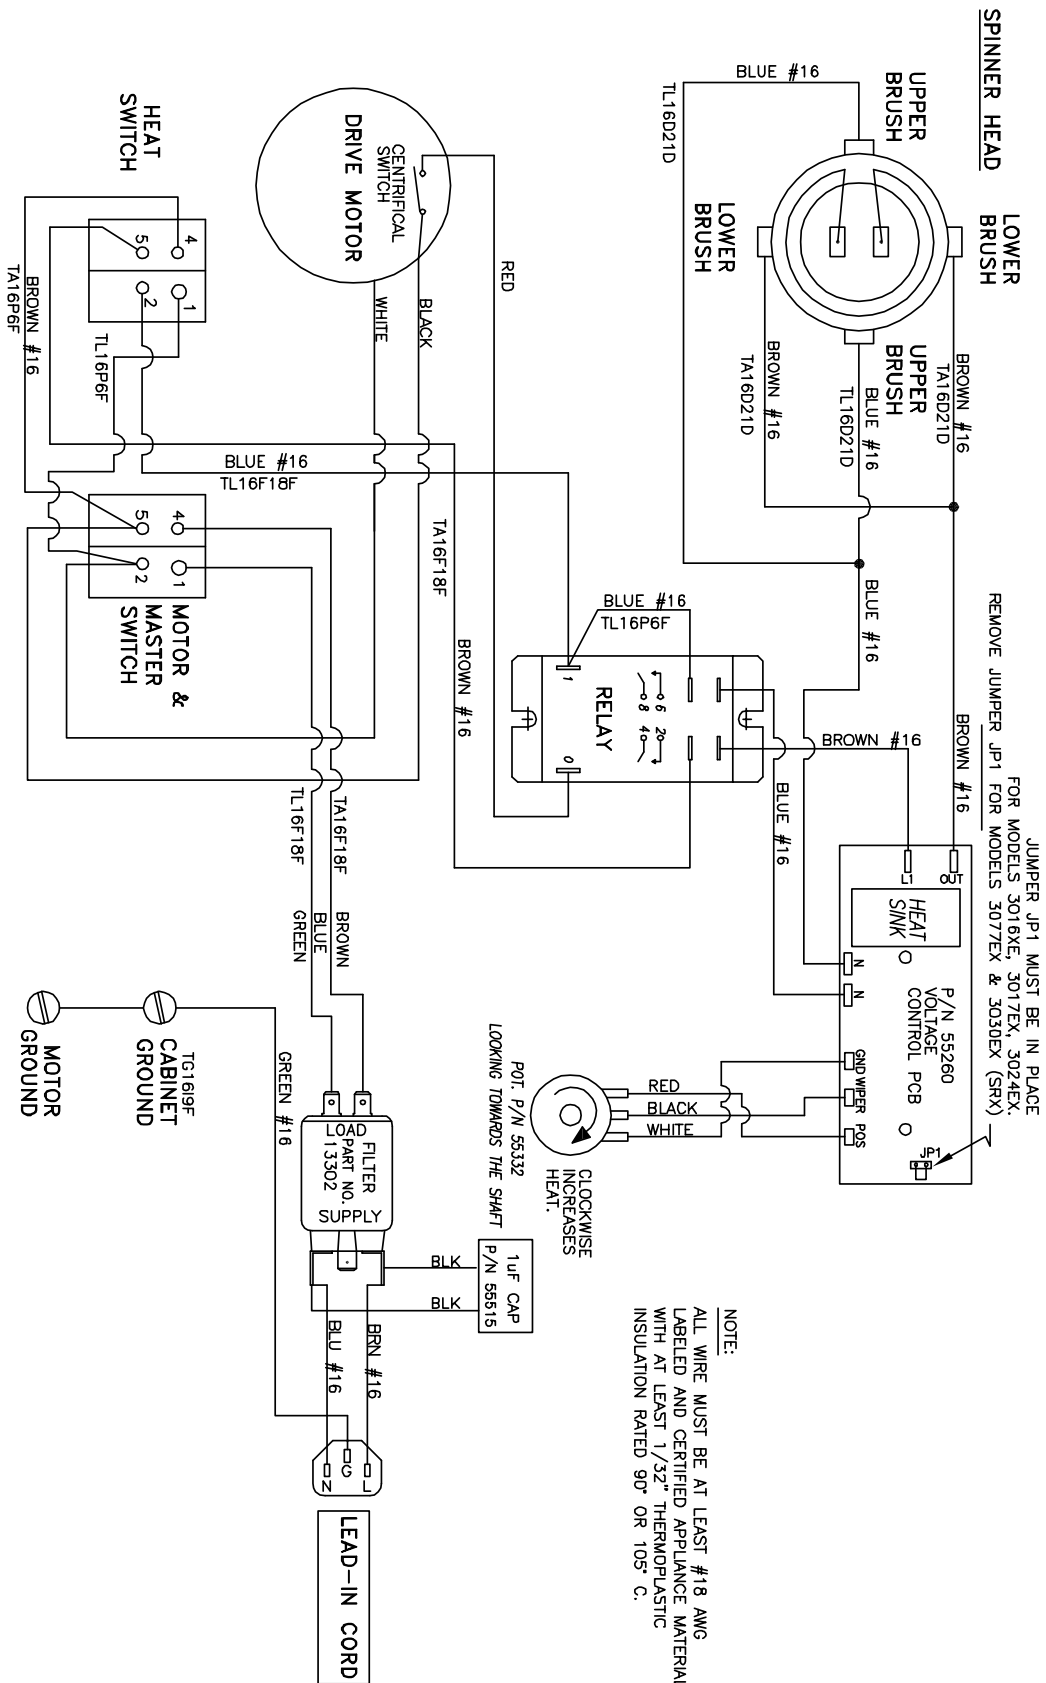 SPINNER HEAD
BLUE #16
TL16D21D
UPPER
BRUSH
LOWER
BRUSH
LOWER
BRUSH
UPPER
BRUSH
BROWN #16
TA16D21D
BLUE #16
TL16D21D
BROWN #16
TA16D21D
BLUE #16
BROWN #16
JUMPER JP1 MUST BE IN PLACE
FOR MODELS 3016XE, 3017EX, 3024EX.
REMOVE JUMPER JP1 FOR MODELS 3077EX & 3030EX (SRX)
OUT
L1
HEAT
SINK
N
N
P/N 55260
VOLTAGE
CONTROL PCB
GND
WIPER
POS
JP1
BROWN #16
BLUE #16
BLUE #16
TL16P6F
RELAY
1
0
6
8
2
4
RED
BLACK
WHITE
POT. P/N 55332
LOOKING TOWARDS THE SHAFT
CLOCKWISE
INCREASES
HEAT.
DRIVE MOTOR
CENTRIFICAL
SWITCH
RED
BLACK
WHITE
HEAT
SWITCH
4
5
1
2
BROWN #16
TA16P6F
TL16P6F
BLUE #16
TL16F18F
TA16F18F
BROWN #16
4
5
1
2
MOTOR &
MASTER
SWITCH
TA16F18F
TL16F18F
BROWN
BLUE
GREEN
MOTOR
GROUND
CABINET
GROUND
TG1619F
GREEN #16
LOAD
FILTER
PART NO.
13302
SUPPLY
BLK
BLK
1uF CAP
P/N 55515
BRN #16
BLU #16
L
G
N
LEAD-IN CORD
NOTE:
ALL WIRE MUST BE AT LEAST #18 AWG
LABELED AND CERTIFIED APPLIANCE MATERIAL
WITH AT LEAST 1/32" THERMOPLASTIC
INSULATION RATED 90° OR 105° C.